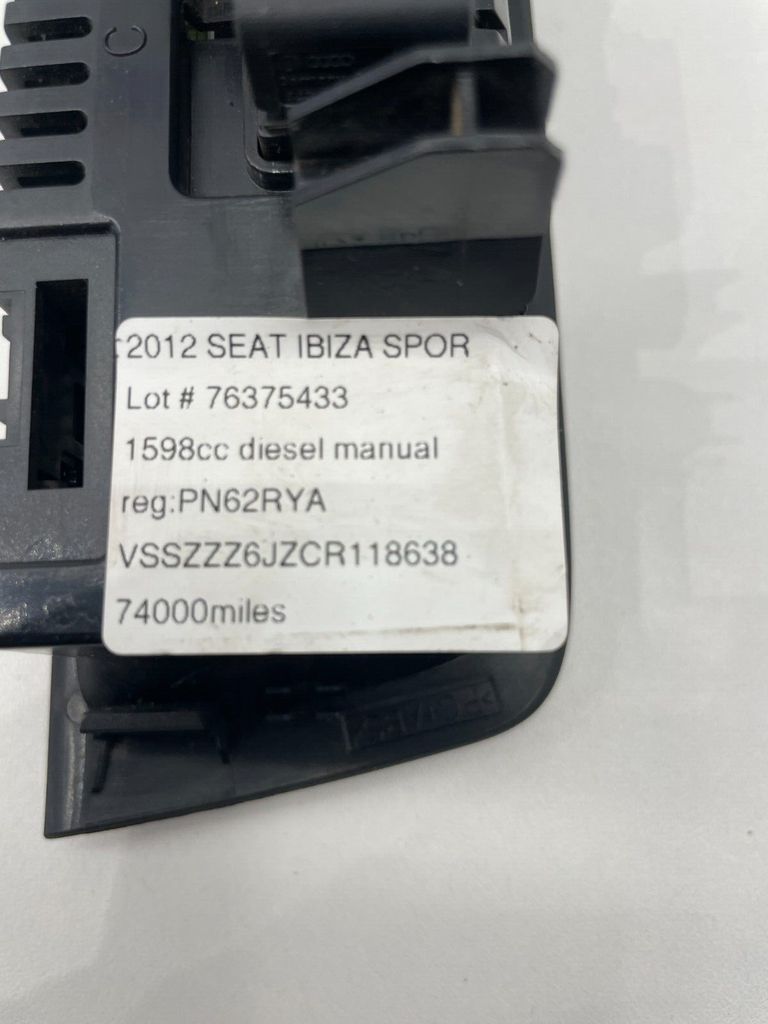 C
2012 SEAT IBIZA SPOR
Lot # 76375433
1598cc diesel manual
reg:PN62RYA
VSSZZZ6JZCR118638
74000miles